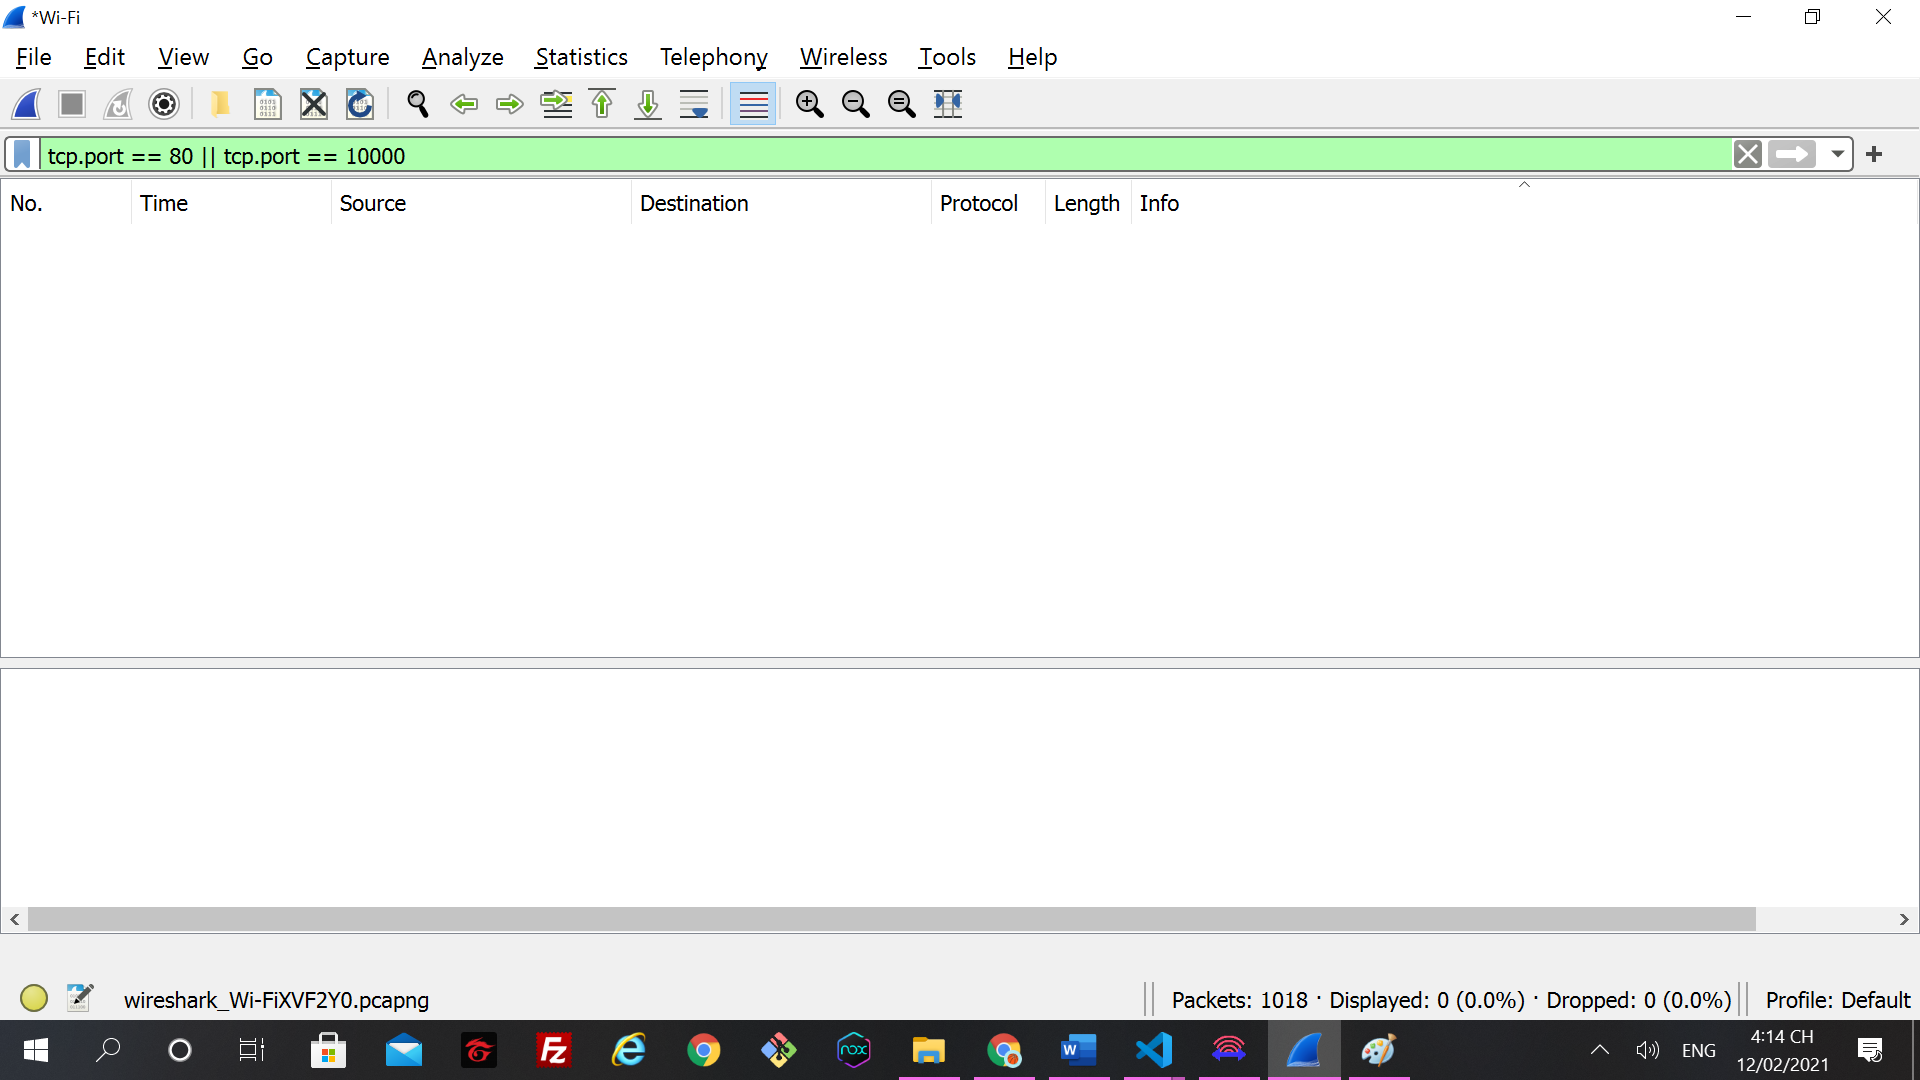 *Wi-Fi
File Edit View Go Capture Analyze Statistics Telephony Wireless Tools Help
tcp.port == 80 || tcp.port == 10000
No. Time Source Destination Protocol Length Info
wireshark_Wi-FiXVF2Y0.pcapng Packets: 1018 · Displayed: 0 (0.0%) · Dropped: 0 (0.0%) Profile: Default
FZ nox W ENG 4:14 CH
12/02/2021